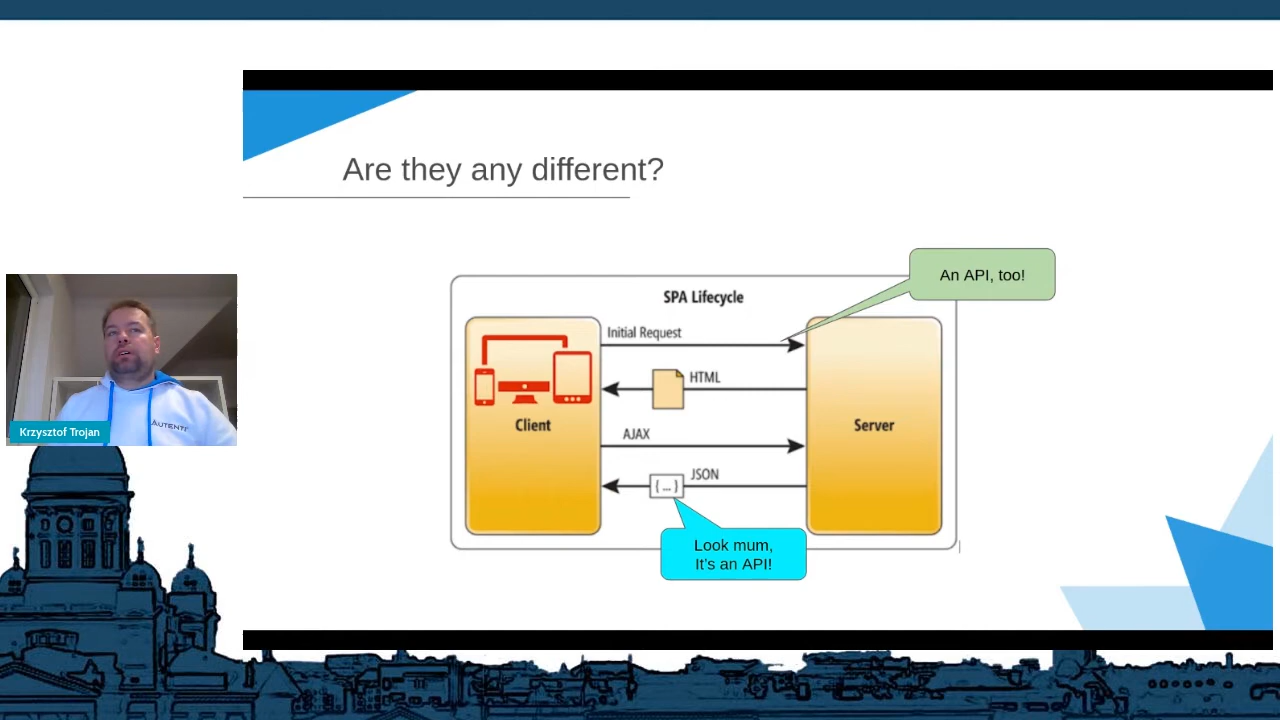 Are they any different?
An API, too!
SPA Lifecycle
Initial Request
HTML
Client
Server
AJAX
JSON
{ ... }
Look mum,
It's an API!
Krzysztof Trojan
AUTENTI